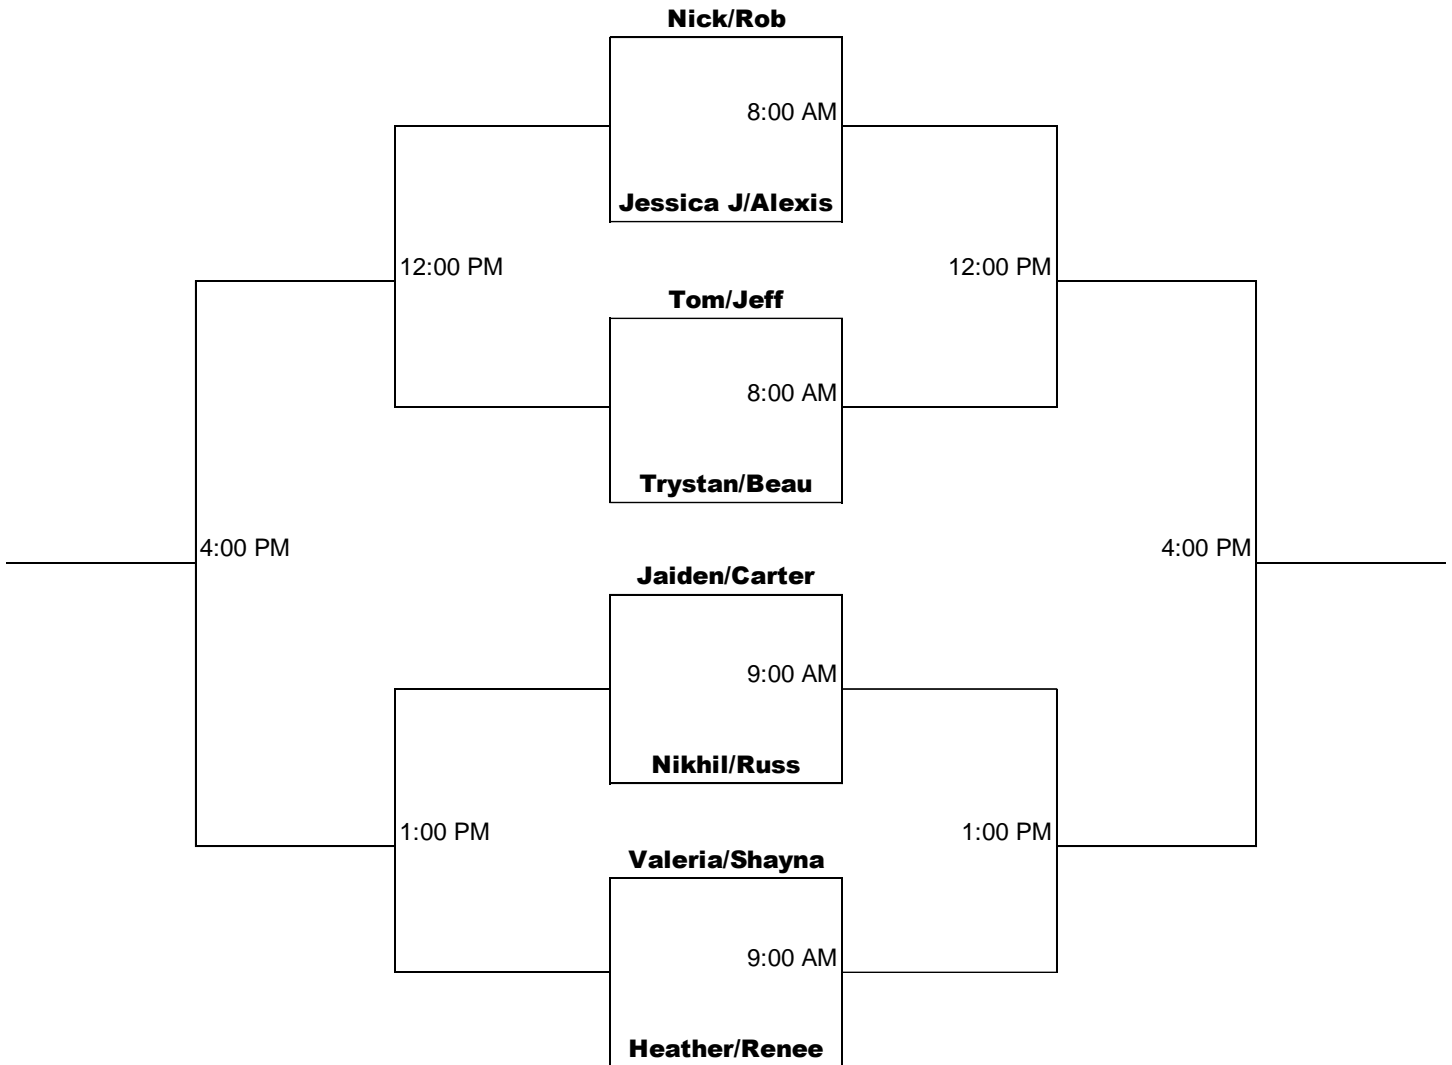 Nick/Rob
8:00 AM
Jessica J/Alexis
12:00 PM
12:00 PM
Tom/Jeff
8:00 AM
Trystan/Beau
4:00 PM
4:00 PM
Jaiden/Carter
9:00 AM
Nikhil/Russ
1:00 PM
1:00 PM
Valeria/Shayna
9:00 AM
Heather/Renee